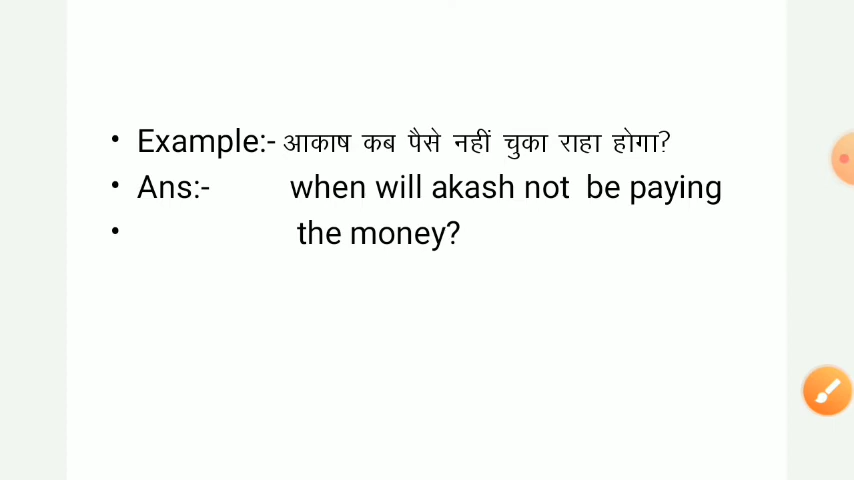 • Example:- आकाष कब पैसे नहीं चुका राहा होगा?
• Ans:- when will akash not be paying
• the money?